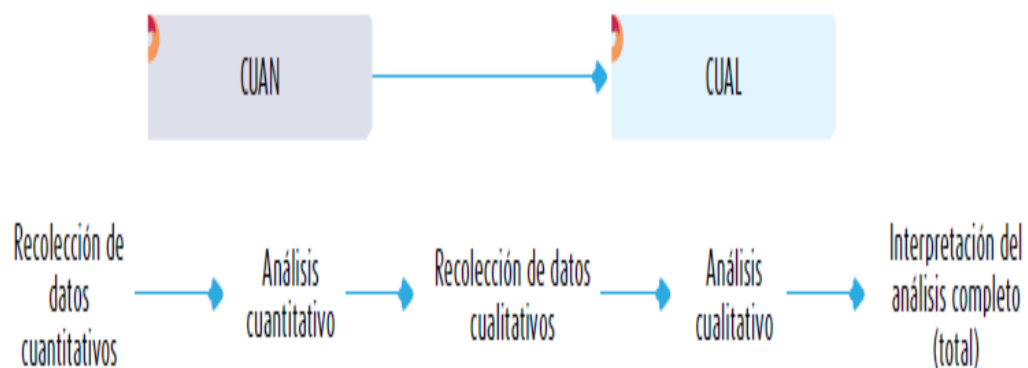 CUAN
CUAL
Recolección de
datos
cuantitativos
Análisis
cuantitativo
Recolección de datos
cualitativos
Análisis
cualitativo
Interpretación del
análisis completo
(total)